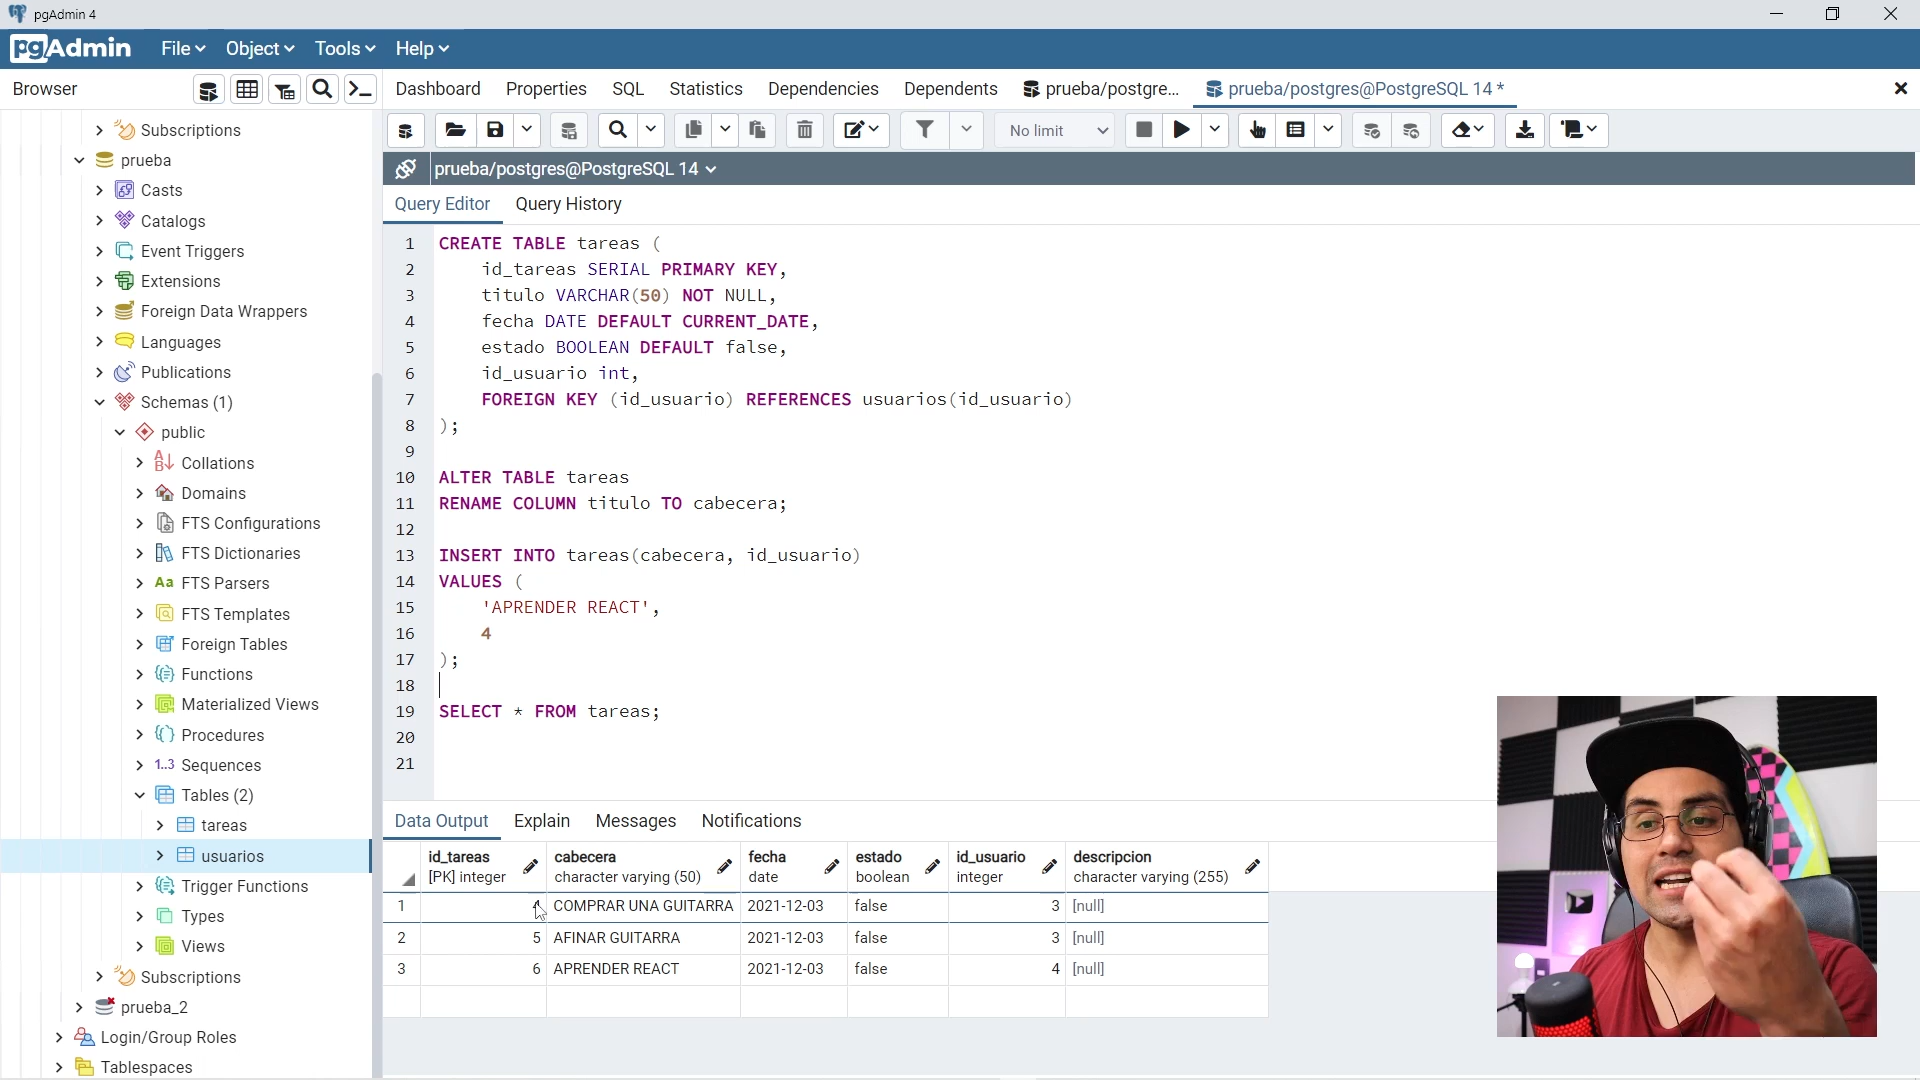 pgAdmin 4
pgAdmin File Object Tools Help
Browser
Dashboard Properties SQL Statistics Dependencies Dependents prueba/postgre... prueba/postgres@PostgreSQL 14 *
No limit
prueba/postgres@PostgreSQL 14
Query Editor Query History
Subscriptions
prueba
Casts
Catalogs
Event Triggers
Extensions
Foreign Data Wrappers
Languages
Publications
Schemas (1)
public
Collations
Domains
FTS Configurations
FTS Dictionaries
Aa FTS Parsers
FTS Templates
Foreign Tables
Functions
Materialized Views
Procedures
1..3 Sequences
Tables (2)
tareas
usuarios
Trigger Functions
Types
Views
Subscriptions
prueba_2
Login/Group Roles
Tablespaces
1 CREATE TABLE tareas (
2 id_tareas SERIAL PRIMARY KEY,
3 titulo VARCHAR(50) NOT NULL,
4 fecha DATE DEFAULT CURRENT_DATE,
5 estado BOOLEAN DEFAULT false,
6 id_usuario int,
7 FOREIGN KEY (id_usuario) REFERENCES usuarios(id_usuario)
8 );
9
10 ALTER TABLE tareas
11 RENAME COLUMN titulo TO cabecera;
12
13 INSERT INTO tareas(cabecera, id_usuario)
14 VALUES (
15 'APRENDER REACT',
16 4
17 );
18
19 SELECT * FROM tareas;
20
21
Data Output Explain Messages Notifications
id_tareas cabecera fecha estado id_usuario descripcion
[PK] integer character varying (50) date boolean integer character varying (255)
1 COMPRAR UNA GUITARRA 2021-12-03 false 3 [null]
2 5 AFINAR GUITARRA 2021-12-03 false 3 [null]
3 6 APRENDER REACT 2021-12-03 false 4 [null]